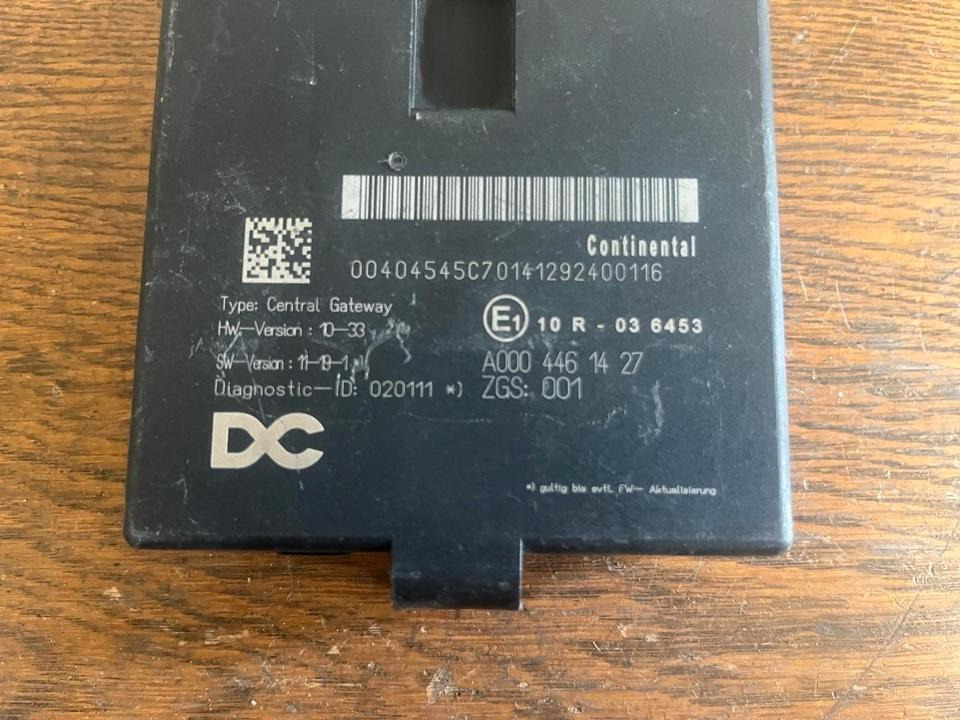 Continental
00404545C70141292400116
Type: Central Gateway
HW-Version : 10-33
E1 10 R - 03 6453
SW-Version : 11-19-1 *)
A000 446 14 27
Diagnostic-ID: 020111 *)
ZGS: 001
DC
*) gultig bis evtl. FW- Aktualisierung